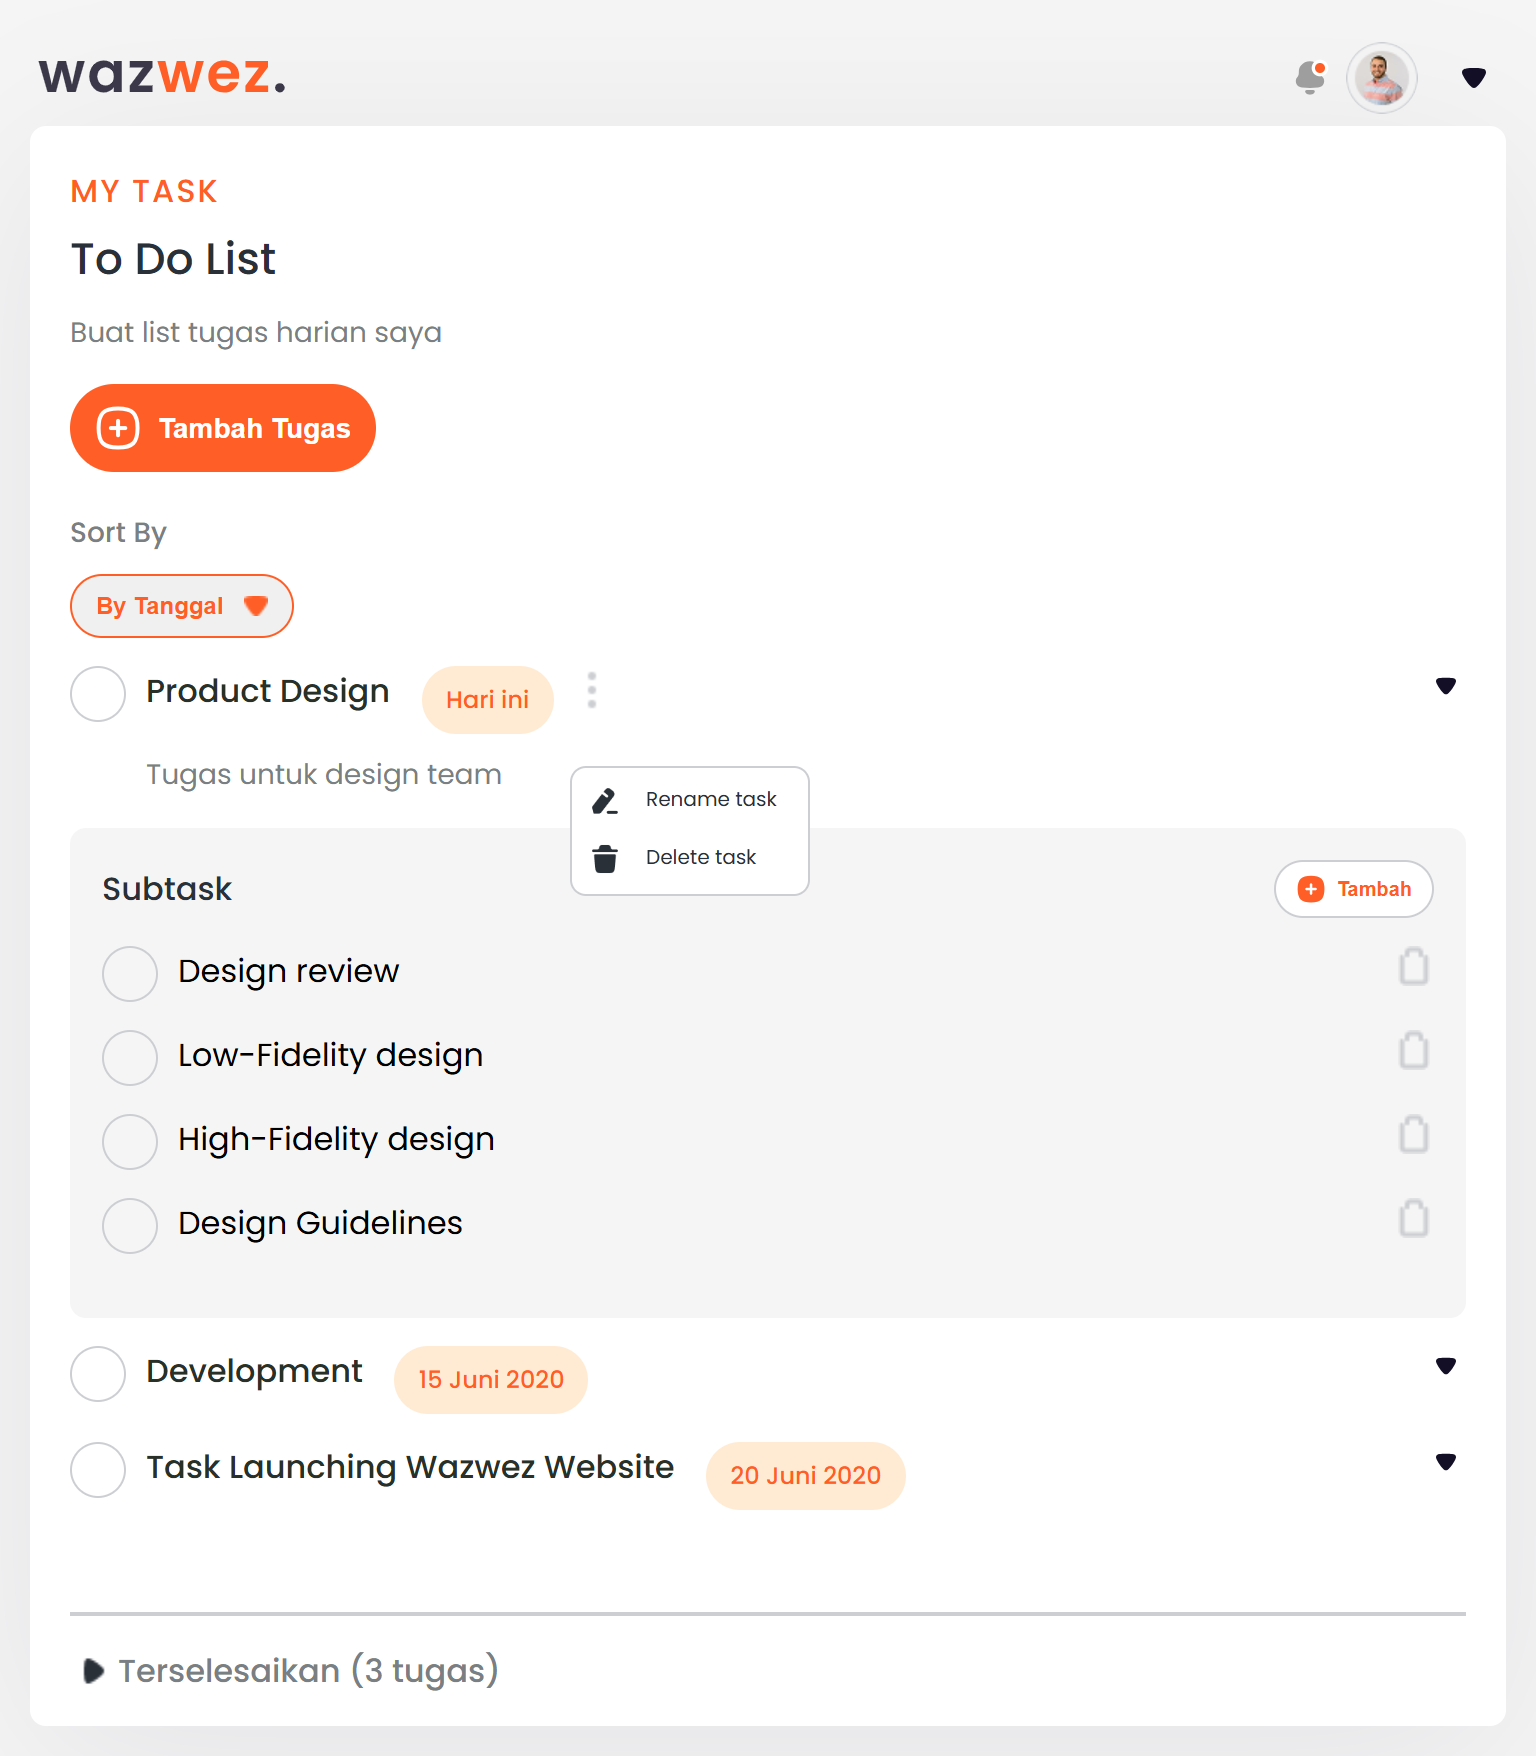 wazwez.
MY TASK
To Do List
Buat list tugas harian saya
Tambah Tugas
Sort By
By Tanggal
Product Design
Hari ini
Tugas untuk design team
Rename task
Delete task
Subtask
Tambah
Design review
Low-Fidelity design
High-Fidelity design
Design Guidelines
Development
15 Juni 2020
Task Launching Wazwez Website
20 Juni 2020
Terselesaikan (3 tugas)